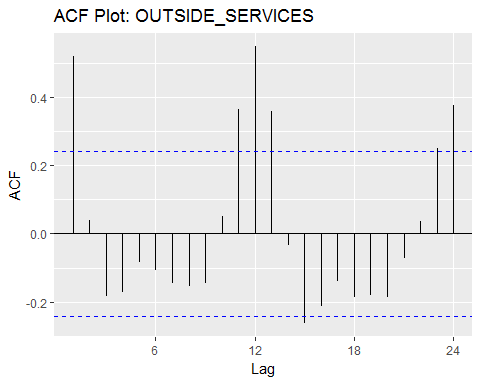 ACF Plot: OUTSIDE_SERVICES
0.4
0.2
0.0
-0.2
ACF
6 12 18 24
Lag